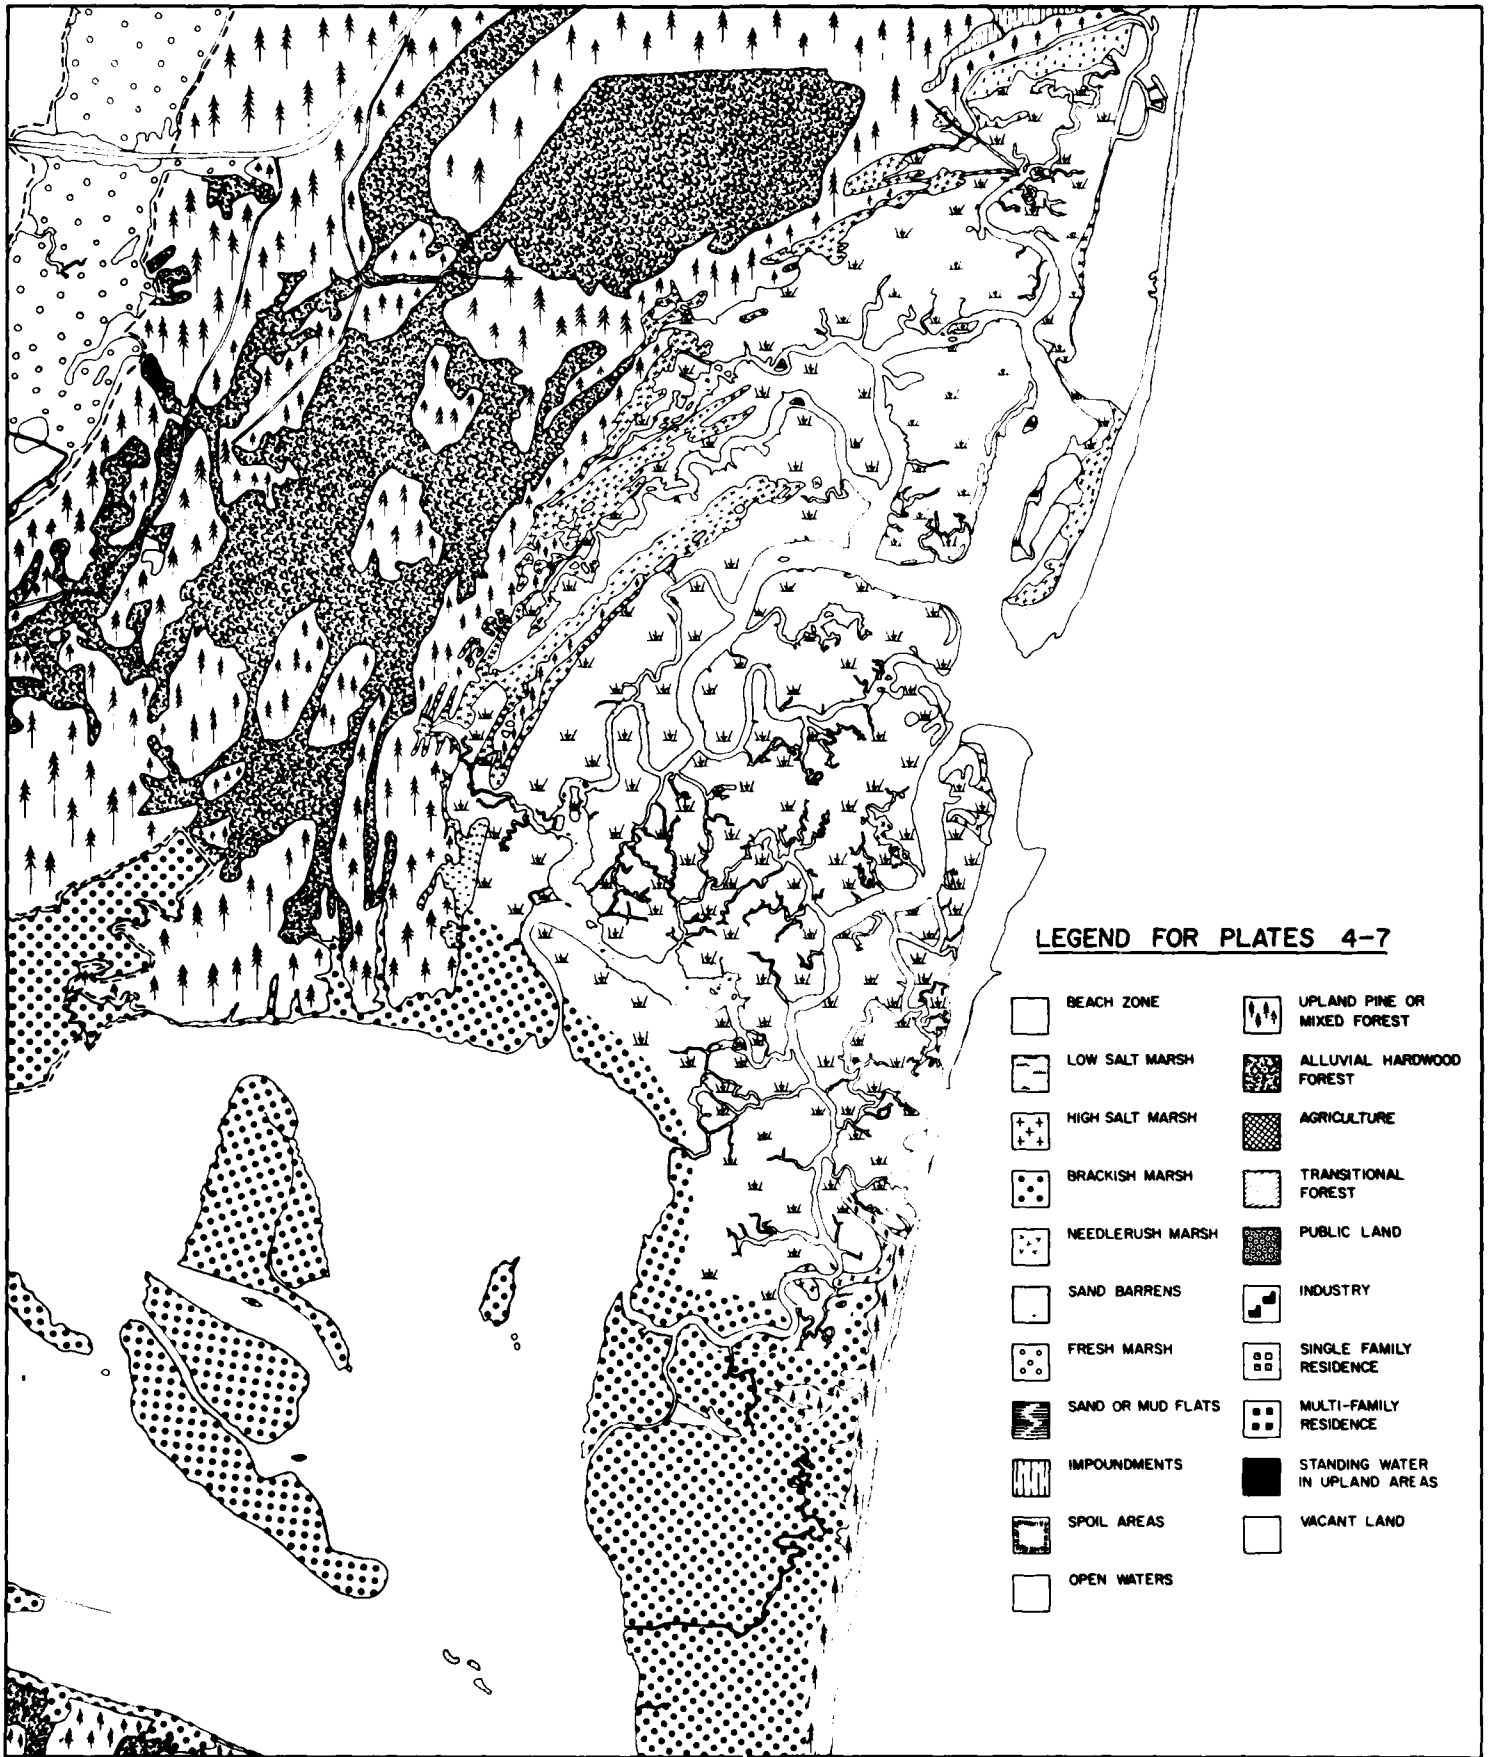 LEGEND FOR PLATES 4-7
BEACH ZONE
LOW SALT MARSH
HIGH SALT MARSH
BRACKISH MARSH
NEEDLERUSH MARSH
SAND BARRENS
FRESH MARSH
SAND OR MUD FLATS
IMPOUNDMENTS
SPOIL AREAS
OPEN WATERS
UPLAND PINE OR
MIXED FOREST
ALLUVIAL HARDWOOD
FOREST
AGRICULTURE
TRANSITIONAL
FOREST
PUBLIC LAND
INDUSTRY
SINGLE FAMILY
RESIDENCE
MULTI-FAMILY
RESIDENCE
STANDING WATER
IN UPLAND AREAS
VACANT LAND